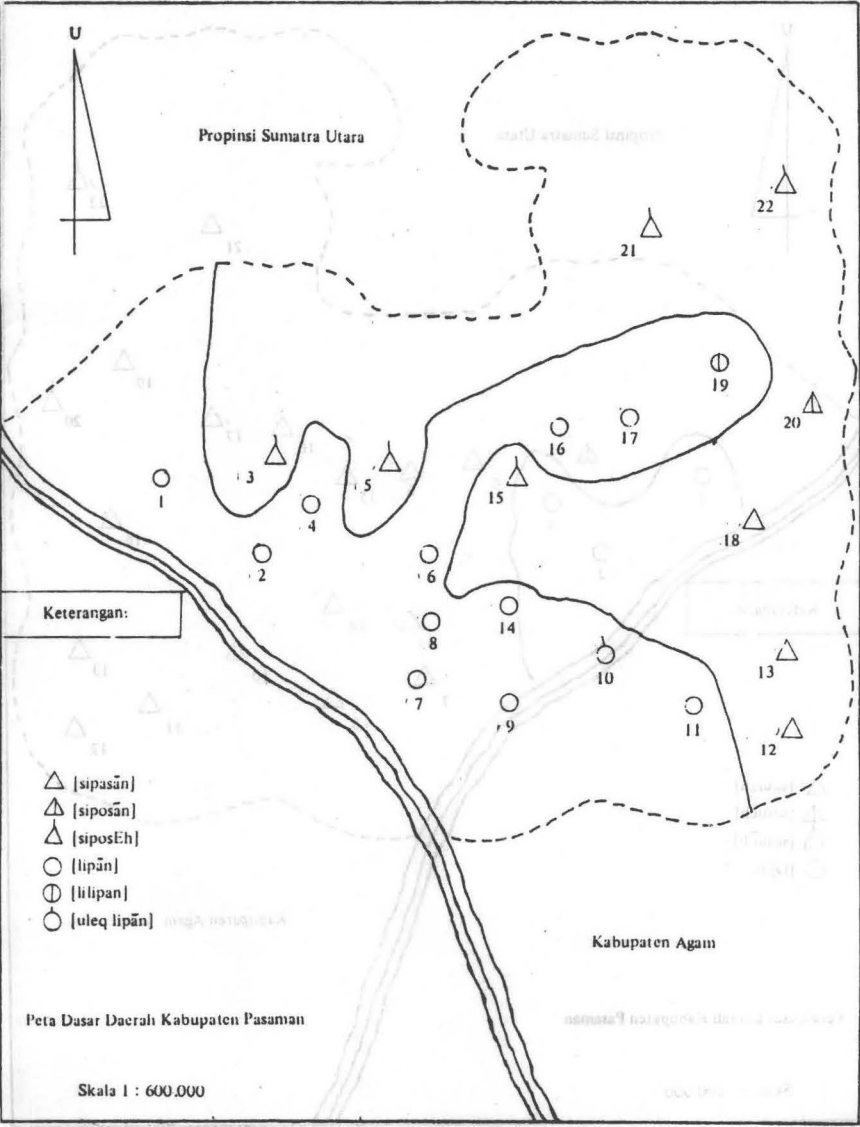 U
Propinsi Sumatra Utara
22
21
19
20
16
17
3
5
15
1
4
18
2
6
Keterangan:
14
8
13
10
7
9
11
12
[sipasān]
[siposān]
[siposEh]
[lipān]
[lilipan]
[uleq lipān]
Kabupaten Agam
Peta Dasar Daerah Kabupaten Pasaman
Skala 1 : 600.000